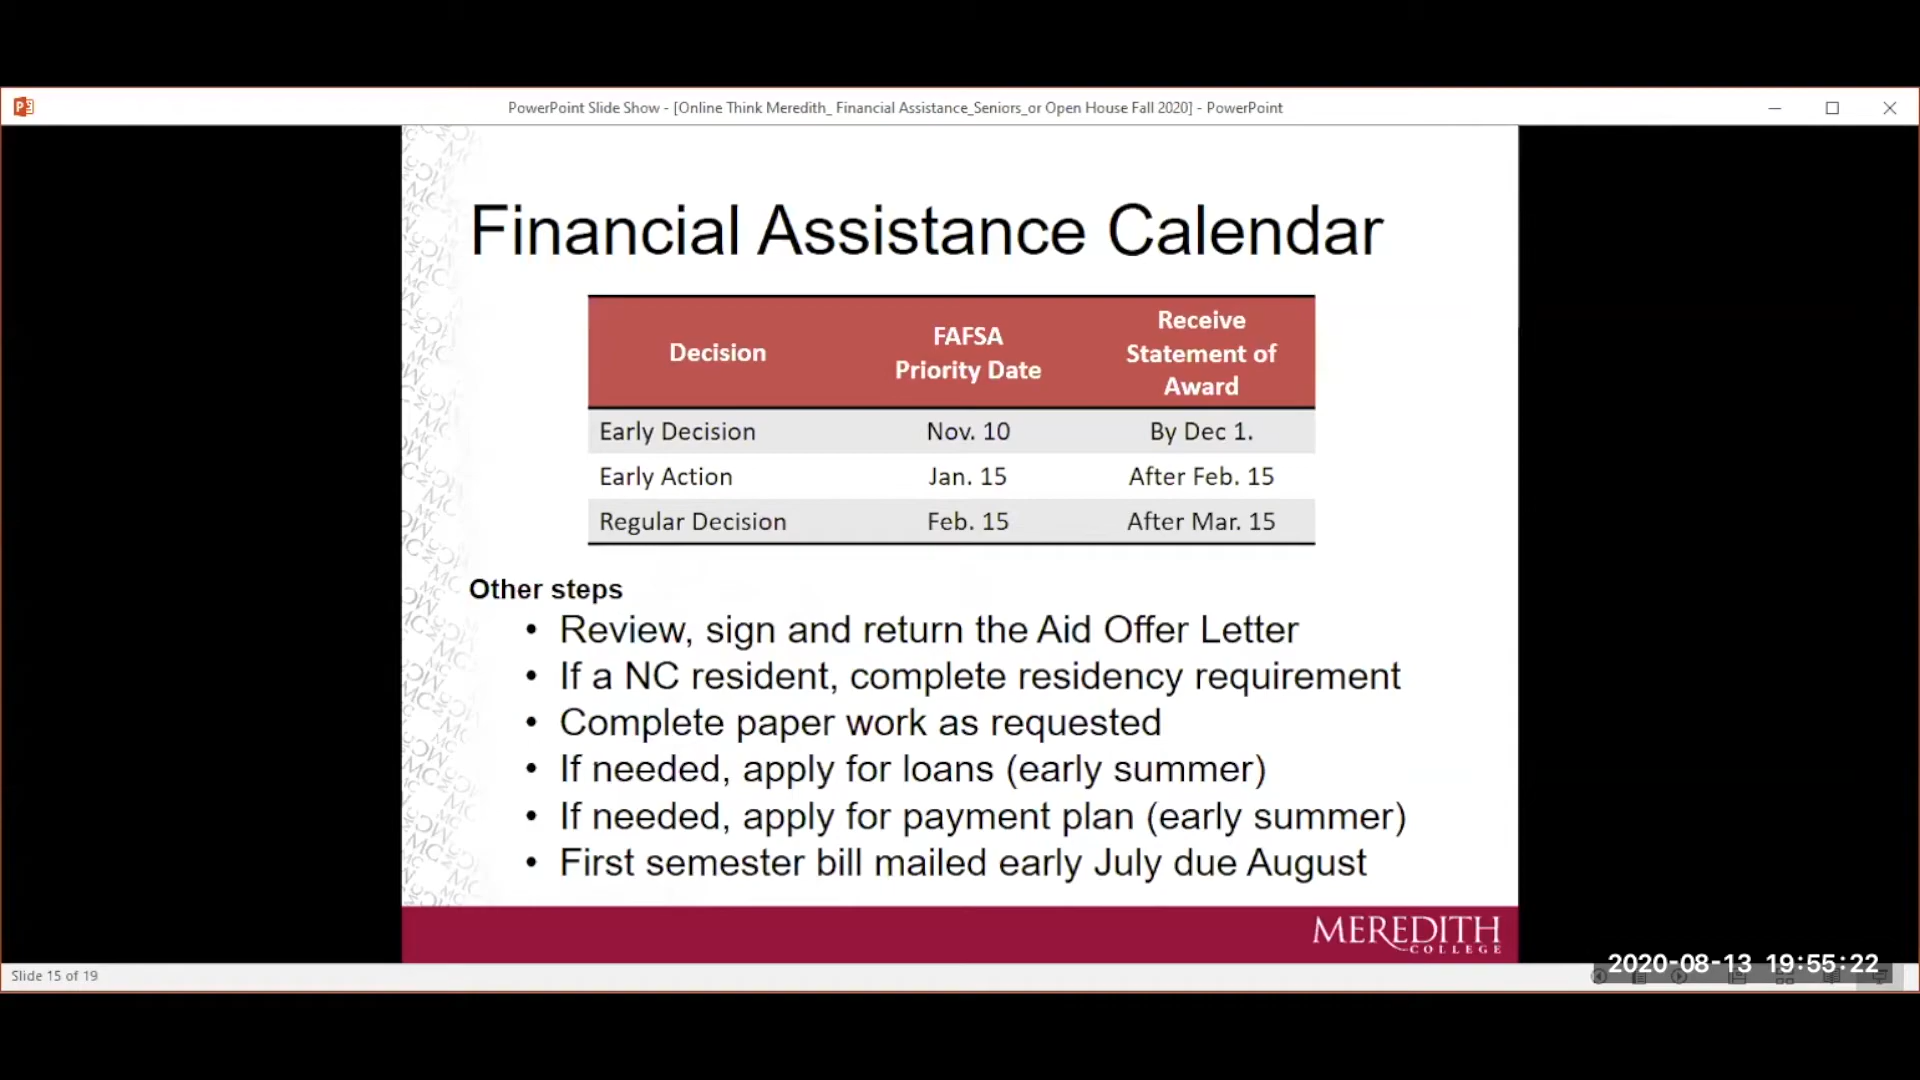 PowerPoint Slide Show - [Online Think Meredith_ Financial Assistance_Seniors_or Open House Fall 2020] - PowerPoint
Financial Assistance Calendar
Decision
FAFSA
Priority Date
Receive
Statement of
Award
Early Decision Nov. 10 By Dec 1.
Early Action Jan. 15 After Feb. 15
Regular Decision Feb. 15 After Mar. 15
Other steps
• Review, sign and return the Aid Offer Letter
• If a NC resident, complete residency requirement
• Complete paper work as requested
• If needed, apply for loans (early summer)
• If needed, apply for payment plan (early summer)
• First semester bill mailed early July due August
MEREDITH
COLLEGE
2020-08-13 19:55:22
Slide 15 of 19